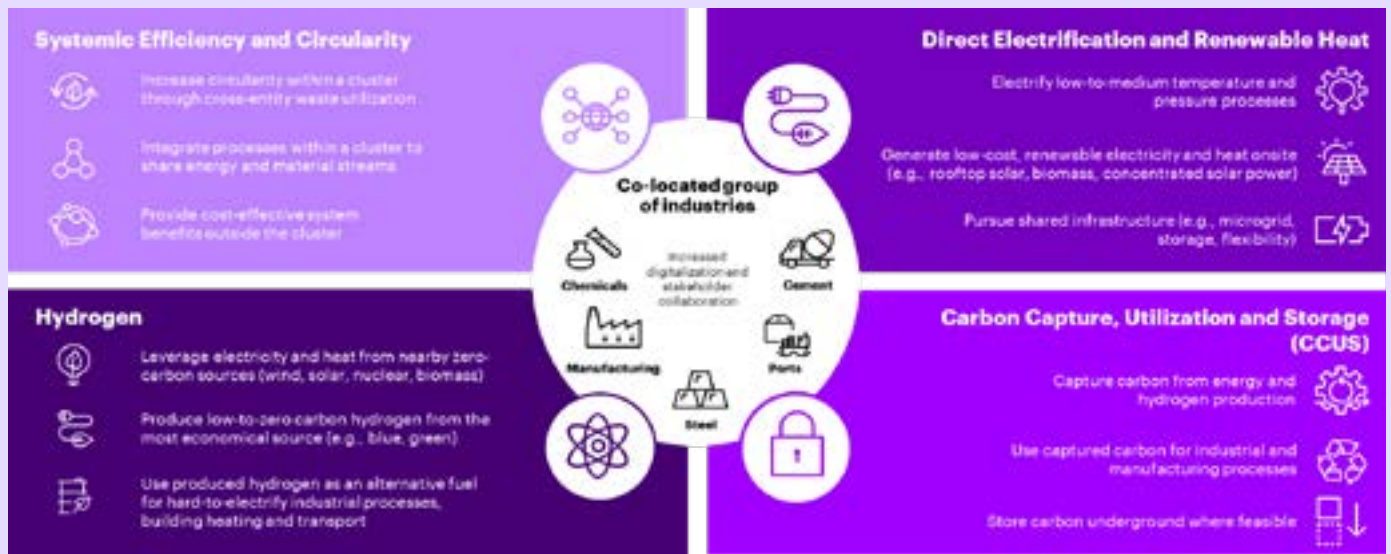 Systemic Efficiency and Circularity
Increase circularity within a cluster
through cross-entity waste utilization
Integrate processes within a cluster to
share energy and material streams
Provide cost-effective system
benefits outside the cluster
Direct Electrification and Renewable Heat
Electrify low-to-medium temperature and
pressure processes
Generate low-cost, renewable electricity and heat onsite
(e.g., rooftop solar, biomass, concentrated solar power)
Pursue shared infrastructure (e.g., microgrid,
storage, flexibility)
Co-located group
of industries
Increased
digitalization and
stakeholder
collaboration
Chemicals
Cement
Manufacturing
Ports
Steel
Hydrogen
Leverage electricity and heat from nearby zero-
carbon sources (wind, solar, nuclear, biomass)
Produce low-to-zero-carbon hydrogen from the
most economical source (e.g., blue, green)
Use produced hydrogen as an alternative fuel
for hard-to-electrify industrial processes,
building heating and transport
Carbon Capture, Utilization and Storage
(CCUS)
Capture carbon from energy and
hydrogen production
Use captured carbon for industrial and
manufacturing processes
Store carbon underground where feasible